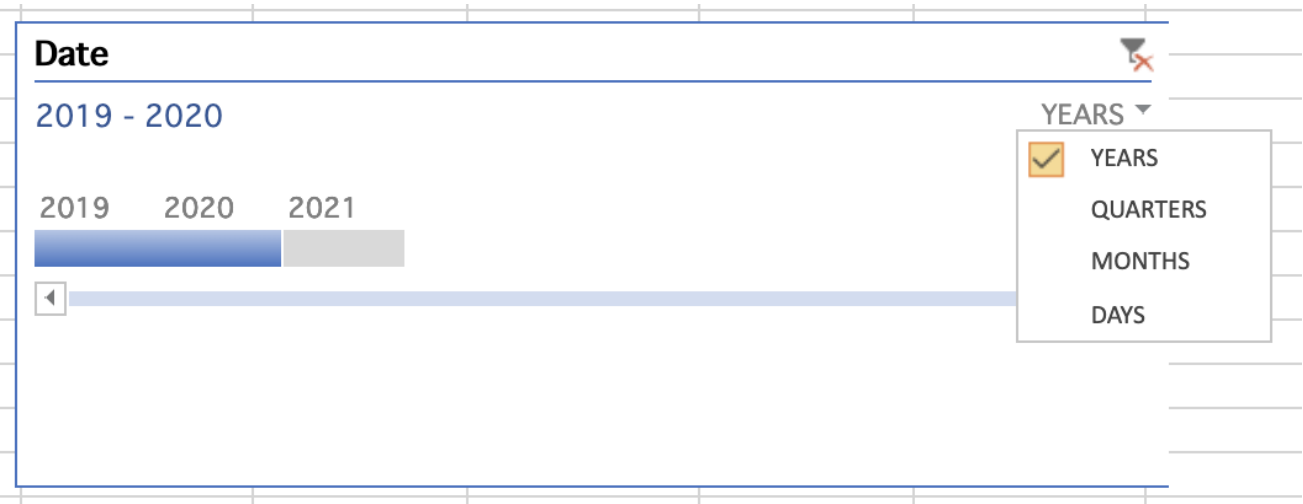 Date
2019 - 2020
YEARS
YEARS
2019 2020 2021
QUARTERS
MONTHS
DAYS